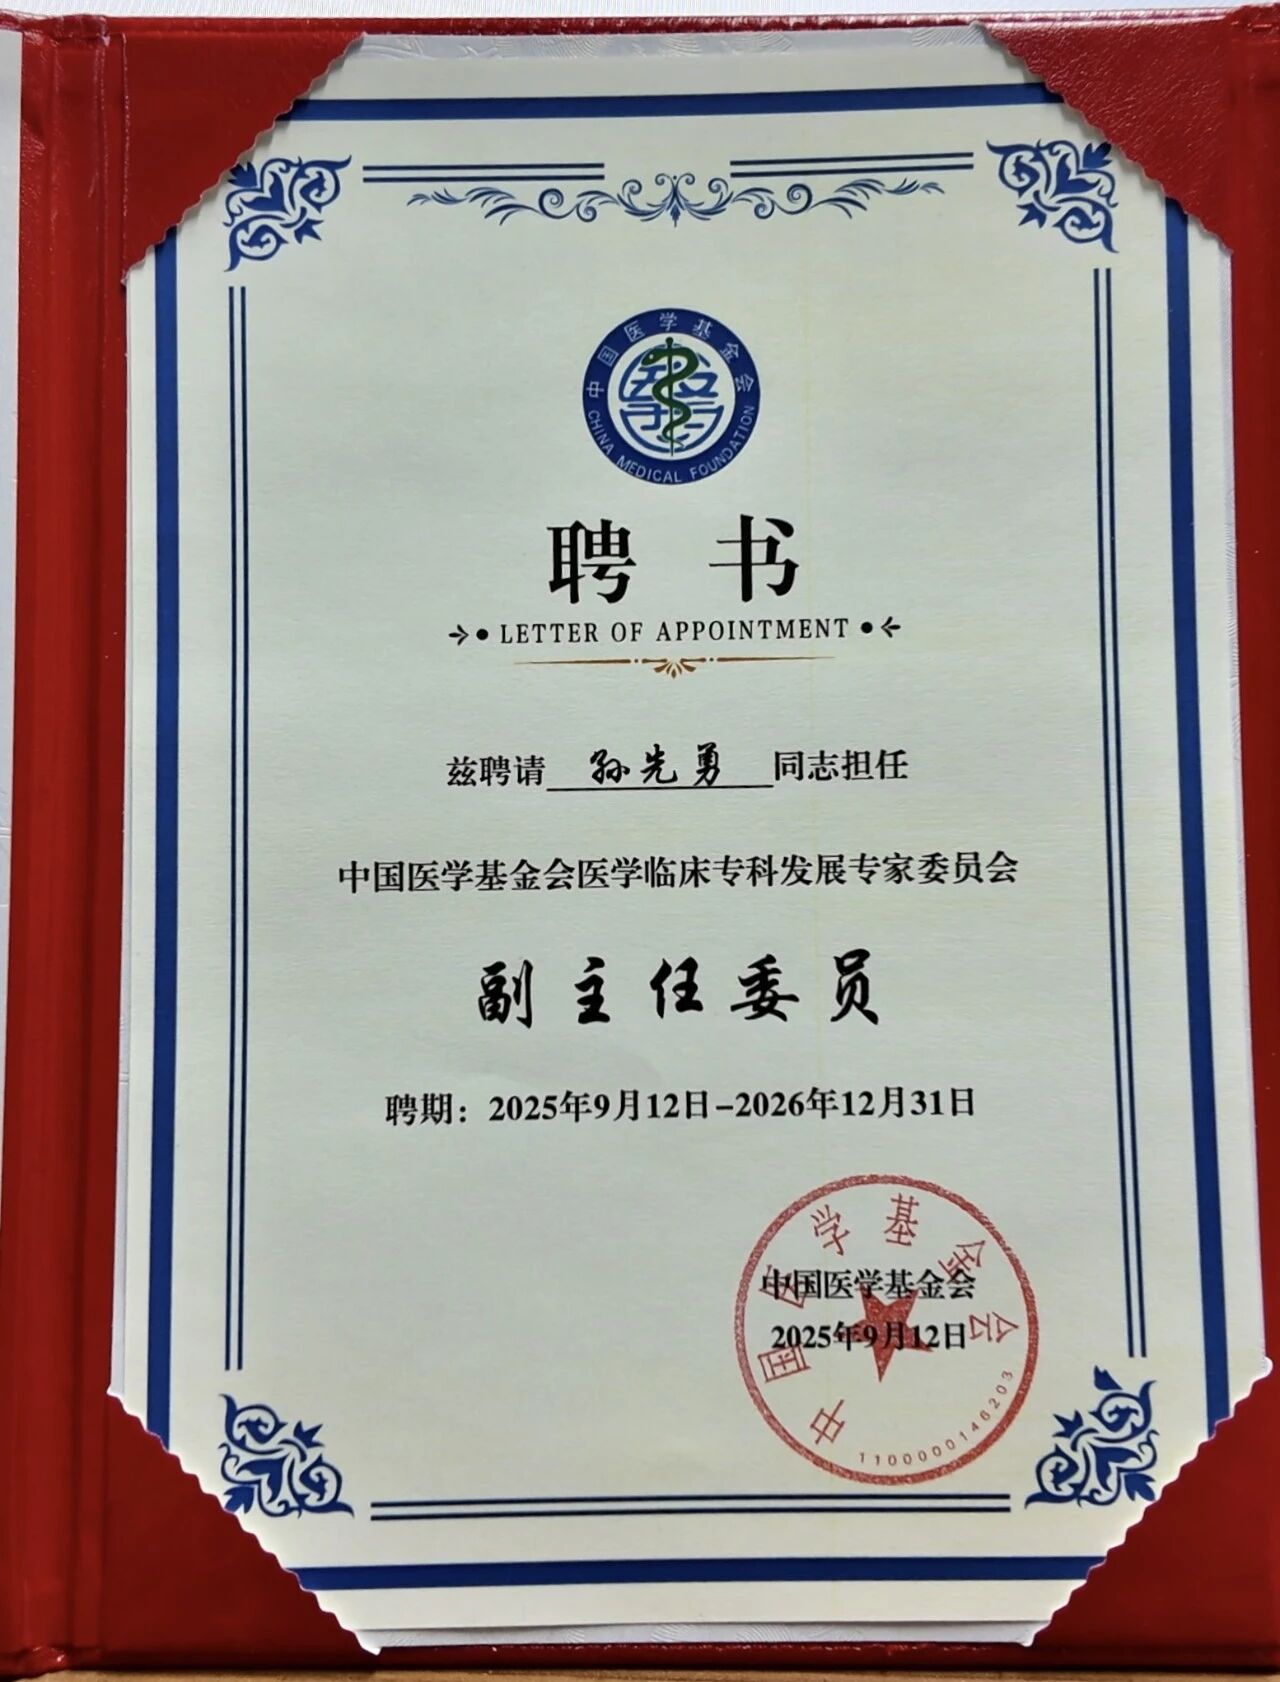 中国医学基金会
CHINA MEDICAL FOUNDATION
聘 书
LETTER OF APPOINTMENT
兹聘请 孙先勇 同志担任
中国医学基金会医学临床专科发展专家委员会
副主任委员
聘期：2025年9月12日-2026年12月31日
中国医学基金会
中国医学基金会
2025年9月12日
1100000146203